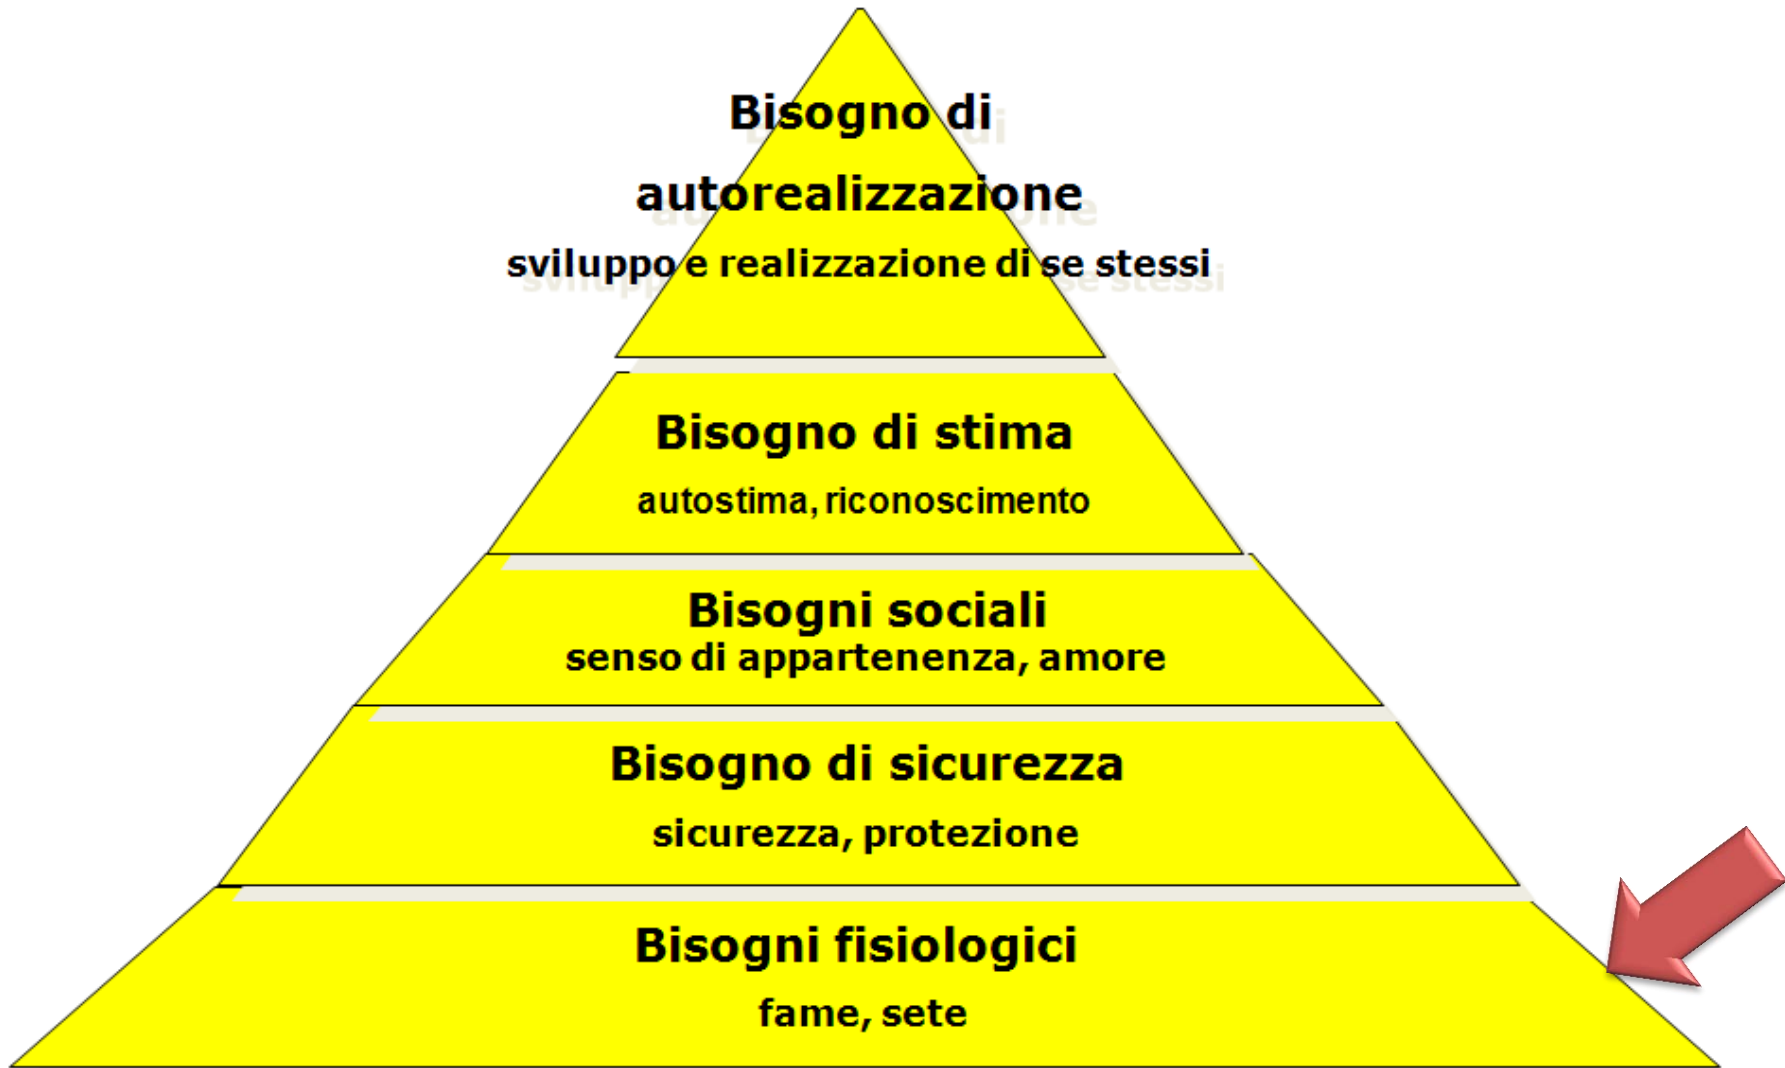 Bisogno di
autorealizzazione
sviluppo e realizzazione di se stessi
Bisogno di stima
autostima, riconoscimento
Bisogni sociali
senso di appartenenza, amore
Bisogno di sicurezza
sicurezza, protezione
Bisogni fisiologici
fame, sete